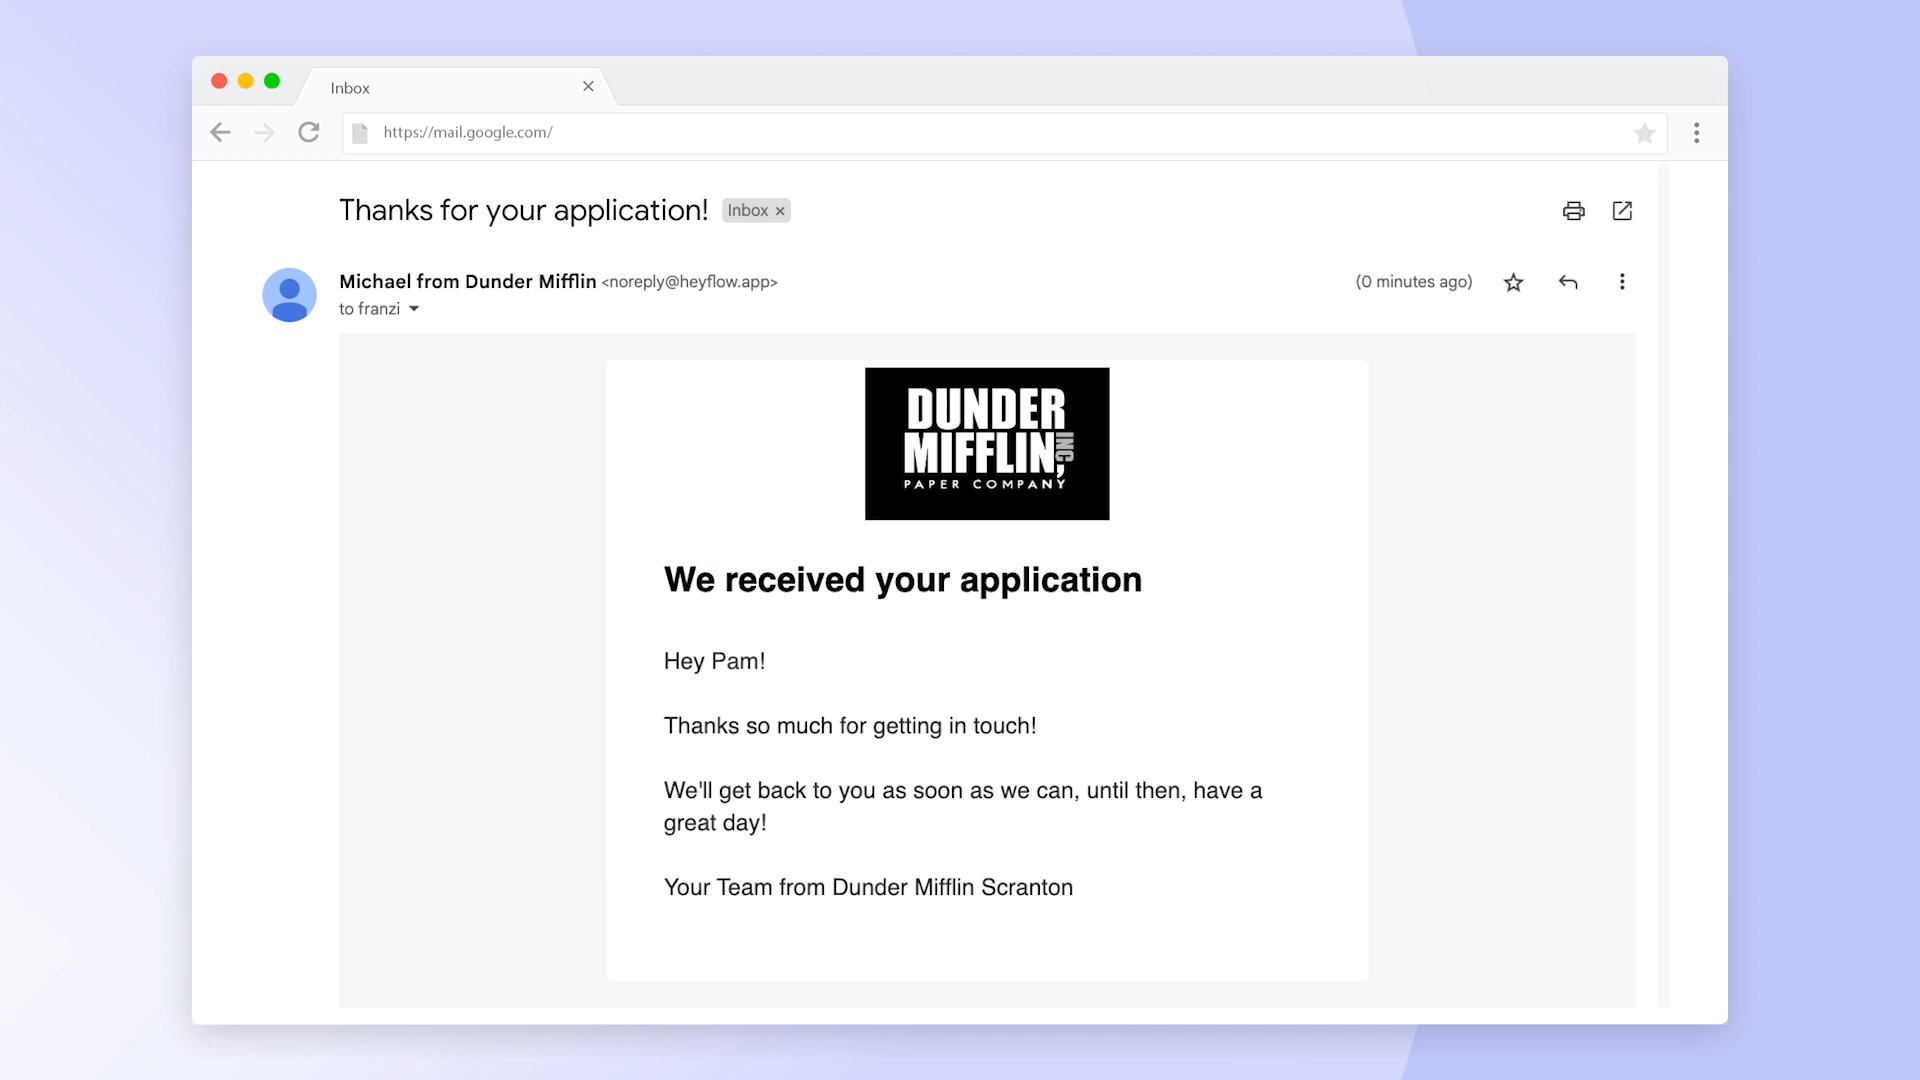 Inbox
https://mail.google.com/
Thanks for your application! Inbox
Michael from Dunder Mifflin <noreply@heyflow.app> (0 minutes ago)
to franzi
DUNDER
MIFFLIN, INC
PAPER COMPANY
We received your application
Hey Pam!
Thanks so much for getting in touch!
We'll get back to you as soon as we can, until then, have a
great day!
Your Team from Dunder Mifflin Scranton